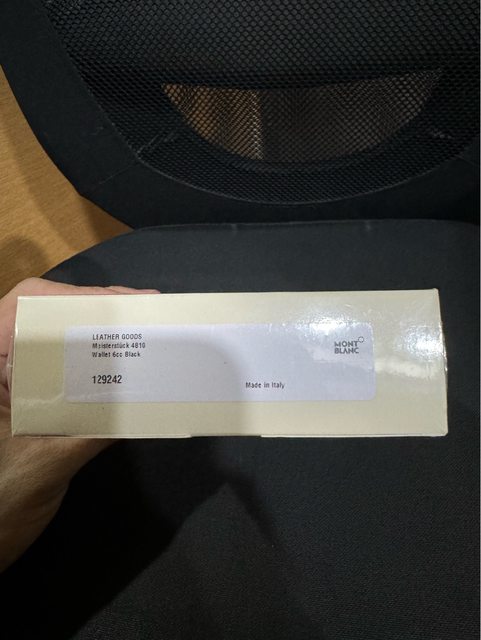 LEATHER GOODS
Meisterstück 4810
Wallet 6cc Black
129242
Made in Italy
MONT
BLANC